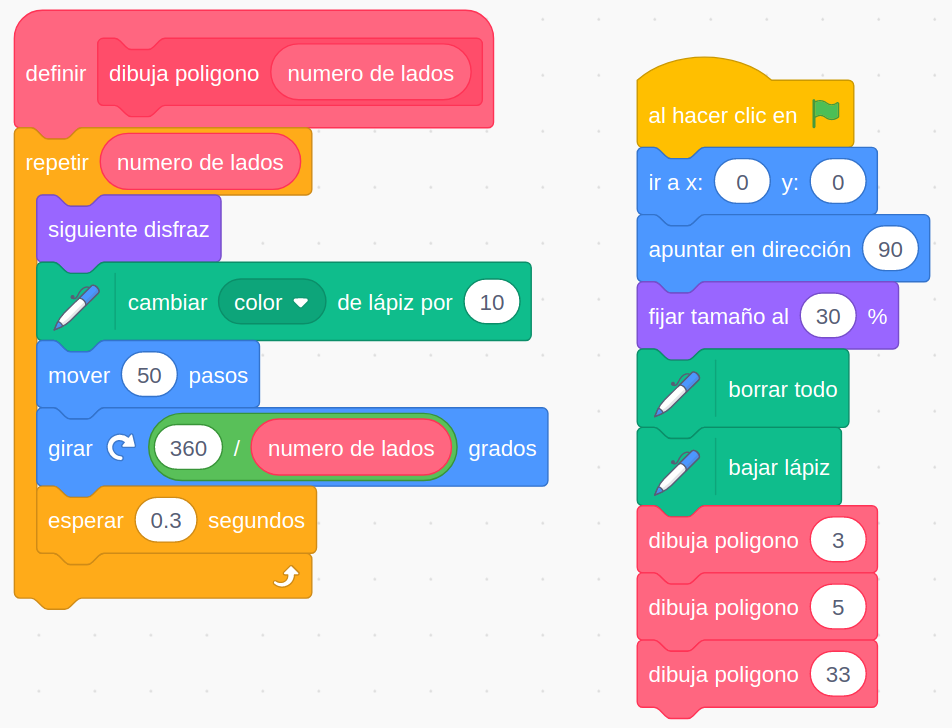 definir dibuja poligono numero de lados
repetir numero de lados
siguiente disfraz
cambiar color de lápiz por 10
mover 50 pasos
girar 360 / numero de lados grados
esperar 0.3 segundos
al hacer clic en
ir a x: 0 y: 0
apuntar en dirección 90
fijar tamaño al 30 %
borrar todo
bajar lápiz
dibuja poligono 3
dibuja poligono 5
dibuja poligono 33